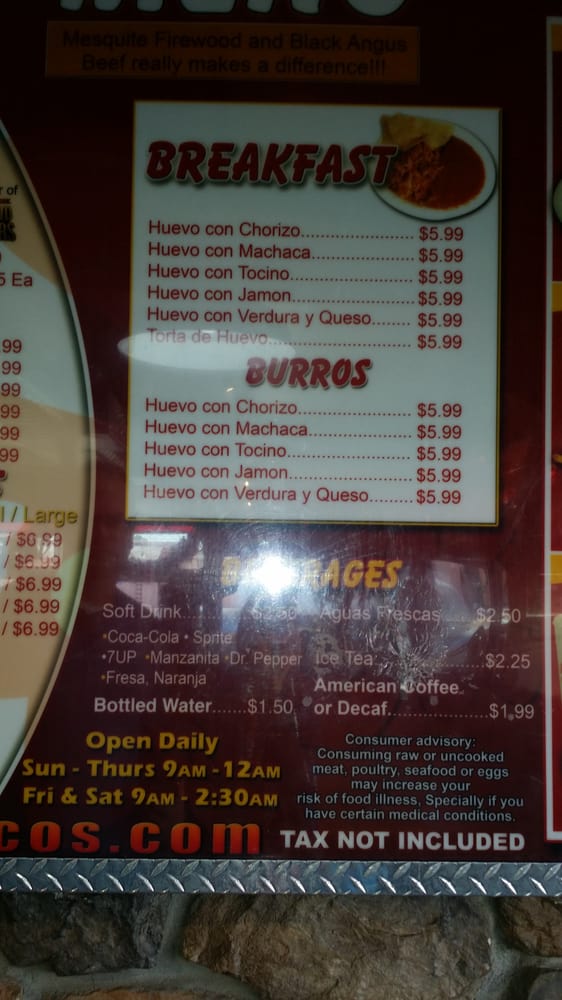 MENU
Mesquite Firewood and Black Angus
Beef really makes a difference!!!
BREAKFAST
Huevo con Chorizo........................ $5.99
Huevo con Machaca...................... $5.99
Huevo con Tocino.......................... $5.99
Huevo con Jamon.......................... $5.99
Huevo con Verdura y Queso........ $5.99
Torta de Huevo............................... $5.99
BURROS
Huevo con Chorizo......................... $5.99
Huevo con Machaca....................... $5.99
Huevo con Tocino........................... $5.99
Huevo con Jamon........................... $5.99
Huevo con Verdura y Queso......... $5.99
r of
5 Ea
.99
.99
.99
.99
.99
.99
l / Large
/ $6.99
/ $6.99
/ $6.99
/ $6.99
/ $6.99
BEVERAGES
Soft Drink.............$2.50
•Coca-Cola • Sprite
•7UP •Manzanita •Dr. Pepper
•Fresa, Naranja
Bottled Water.......$1.50
Aguas Frescas......$2.50
Ice Tea.....................$2.25
American Coffee
or Decaf....................$1.99
Open Daily
Sun - Thurs 9AM - 12AM
Fri & Sat 9AM - 2:30AM
Consumer advisory:
Consuming raw or uncooked
meat, poultry, seafood or eggs
may increase your
risk of food illness, Specially if you
have certain medical conditions.
cos.com
TAX NOT INCLUDED